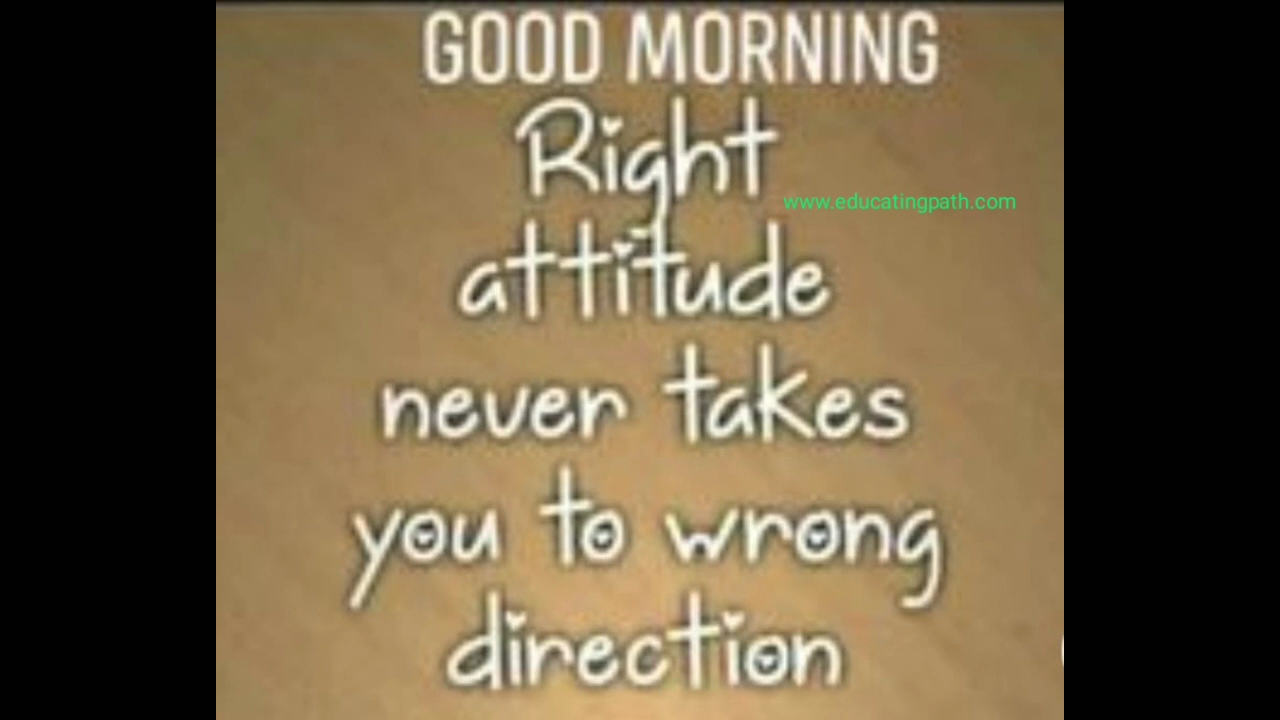 GOOD MORNING
Right
www.educatingpath.com
attitude
never takes
you to wrong
direction